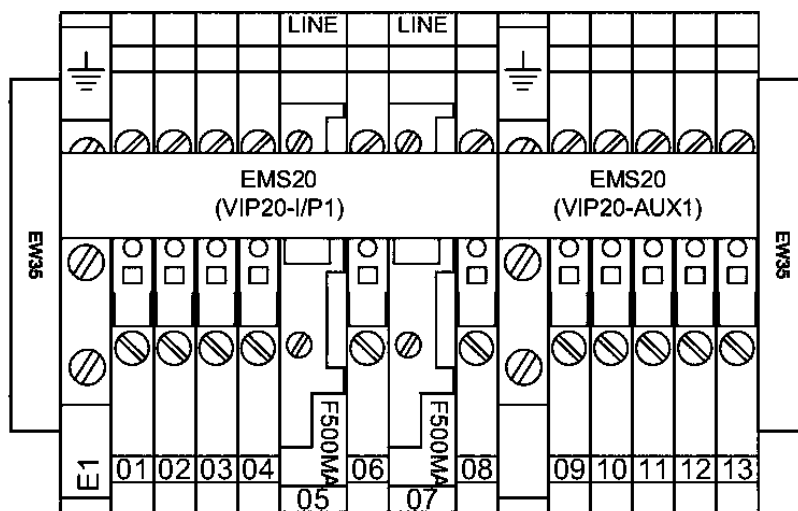 LINE LINE
EMS20
(VIP20-I/P1)
EMS20
(VIP20-AUX1)
EW35
EW35
F500MA
F500MA
E1 01 02 03 04 06 08 09 10 11 12 13
05 07